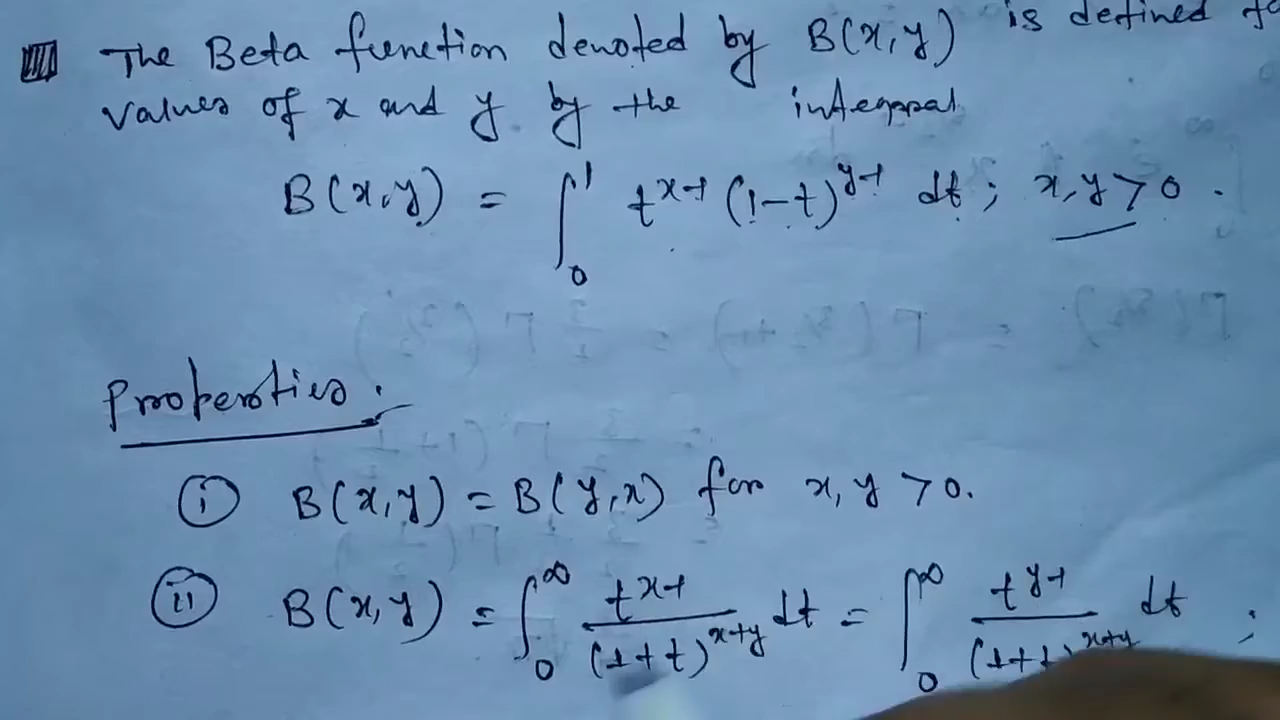 The Beta function denoted by B(x,y) is defined fo
values of x and y by the integral
B(x,y) = ∫₀¹ t^(x-1) (1-t)^(y-1) dt; x,y > 0.
Properties.
(i) B(x,y) = B(y,x) for x, y > 0.
(ii) B(x,y) = ∫₀^∞ t^(x-1)/(1+t)^(x+y) dt = ∫₀^∞ t^(y-1)/(1+t)^(x+y) dt ;